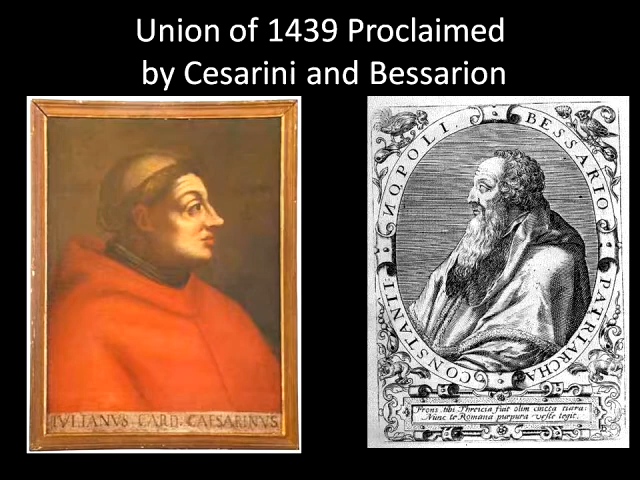 Union of 1439 Proclaimed
by Cesarini and Bessarion
IVLIANVS · CARD · CAESARINVS
BESSARIO PATRIARCHA CONSTANTINOPOLI:
Frons tibi Threicia fuit olim cincta tiara:
Nunc te Romana purpura veste tegit.